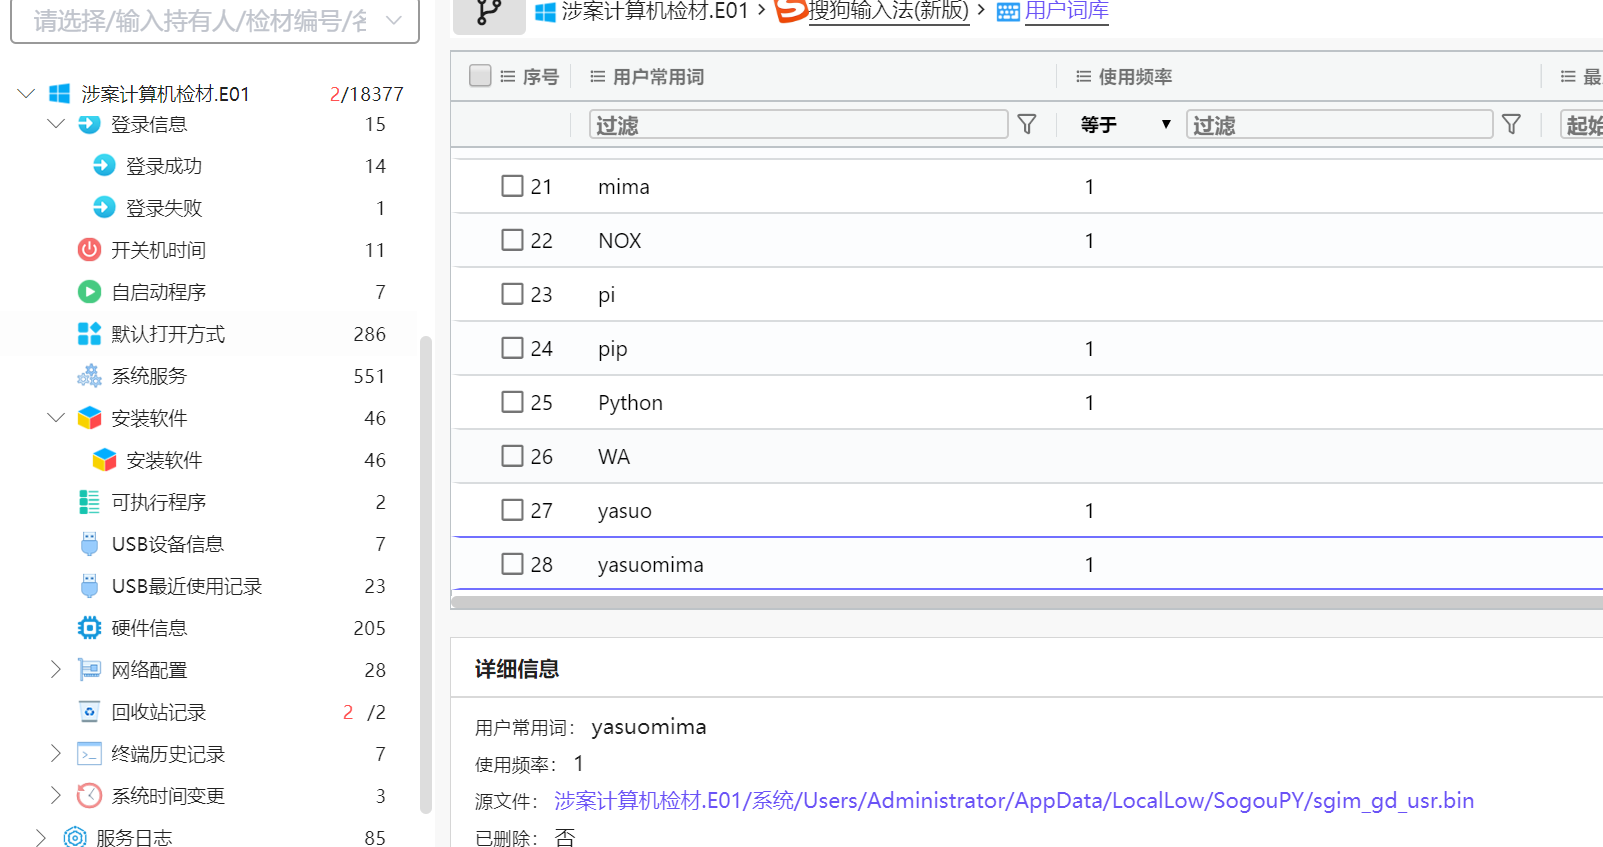 请选择/输入持有人/检材编号/名
涉案计算机检材.E01 2/18377
登录信息 15
登录成功 14
登录失败 1
开关机时间 11
自启动程序 7
默认打开方式 286
系统服务 551
安装软件 46
安装软件 46
可执行程序 2
USB设备信息 7
USB最近使用记录 23
硬件信息 205
网络配置 28
回收站记录 2 /2
终端历史记录 7
系统时间变更 3
服务日志 85
涉案计算机检材.E01 > 搜狗输入法(新版) > 用户词库
序号 用户常用词 使用频率 最
过滤 等于 过滤 起始
21 mima 1
22 NOX 1
23 pi
24 pip 1
25 Python 1
26 WA
27 yasuo 1
28 yasuomima 1
详细信息
用户常用词: yasuomima
使用频率: 1
源文件: 涉案计算机检材.E01/系统/Users/Administrator/AppData/LocalLow/SogouPY/sgim_gd_usr.bin
已删除: 否